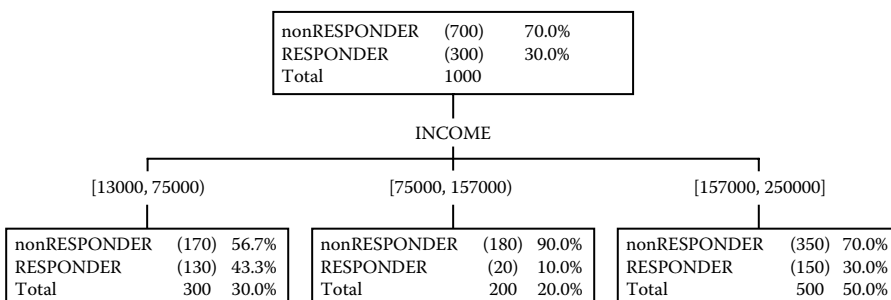 nonRESPONDER (700) 70.0%
RESPONDER (300) 30.0%
Total 1000
INCOME
[13000, 75000) [75000, 157000) [157000, 250000]
nonRESPONDER (170) 56.7% nonRESPONDER (180) 90.0% nonRESPONDER (350) 70.0%
RESPONDER (130) 43.3% RESPONDER (20) 10.0% RESPONDER (150) 30.0%
Total 300 30.0% Total 200 20.0% Total 500 50.0%